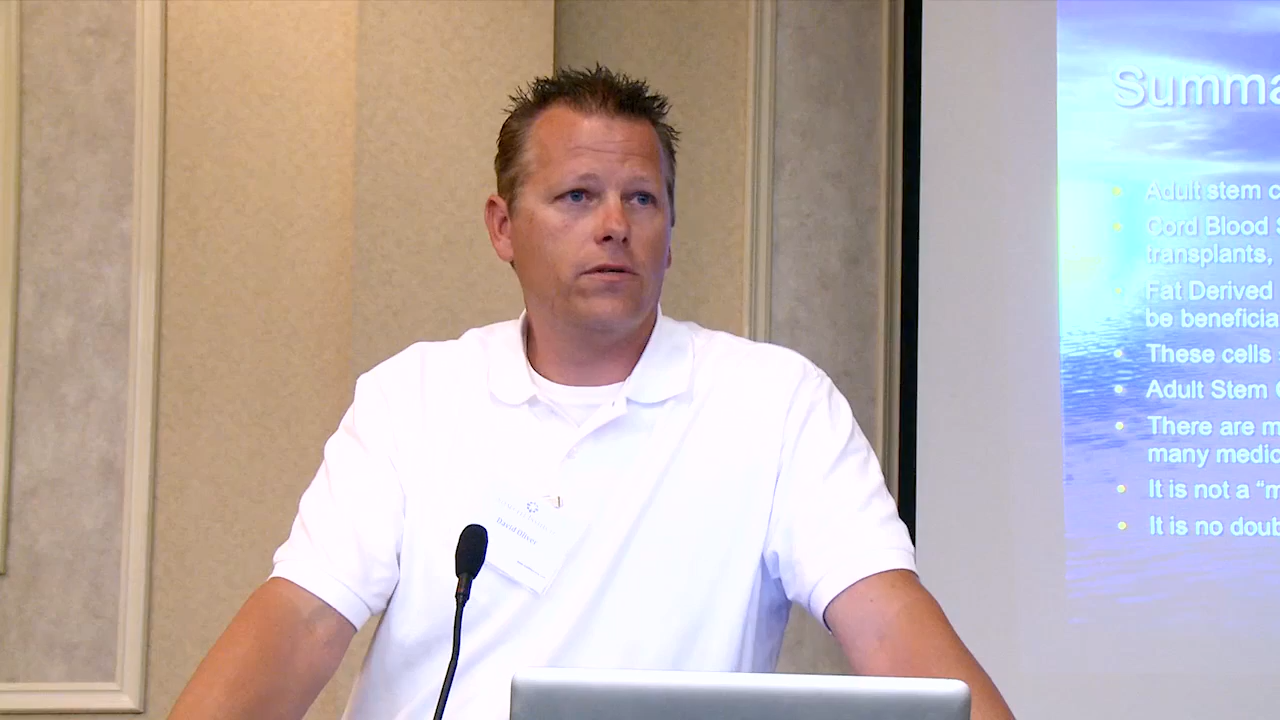 Summa
Adult stem c
Cord Blood S
transplants,
Fat Derived
be beneficia
These cells
Adult Stem
There are m
many medic
It is not a “m
It is no doub
David Oliver